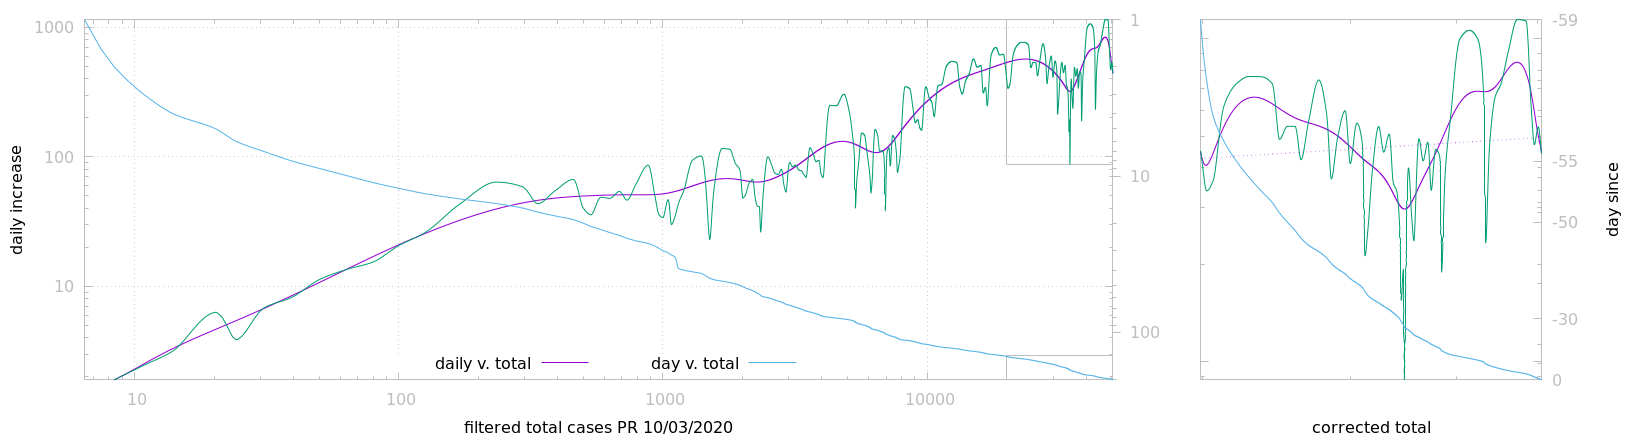 1000
100
10
daily increase
10
100
1000
10000
1
10
100
daily v. total
day v. total
filtered total cases PR 10/03/2020
-59
-55
-50
-30
0
day since
corrected total